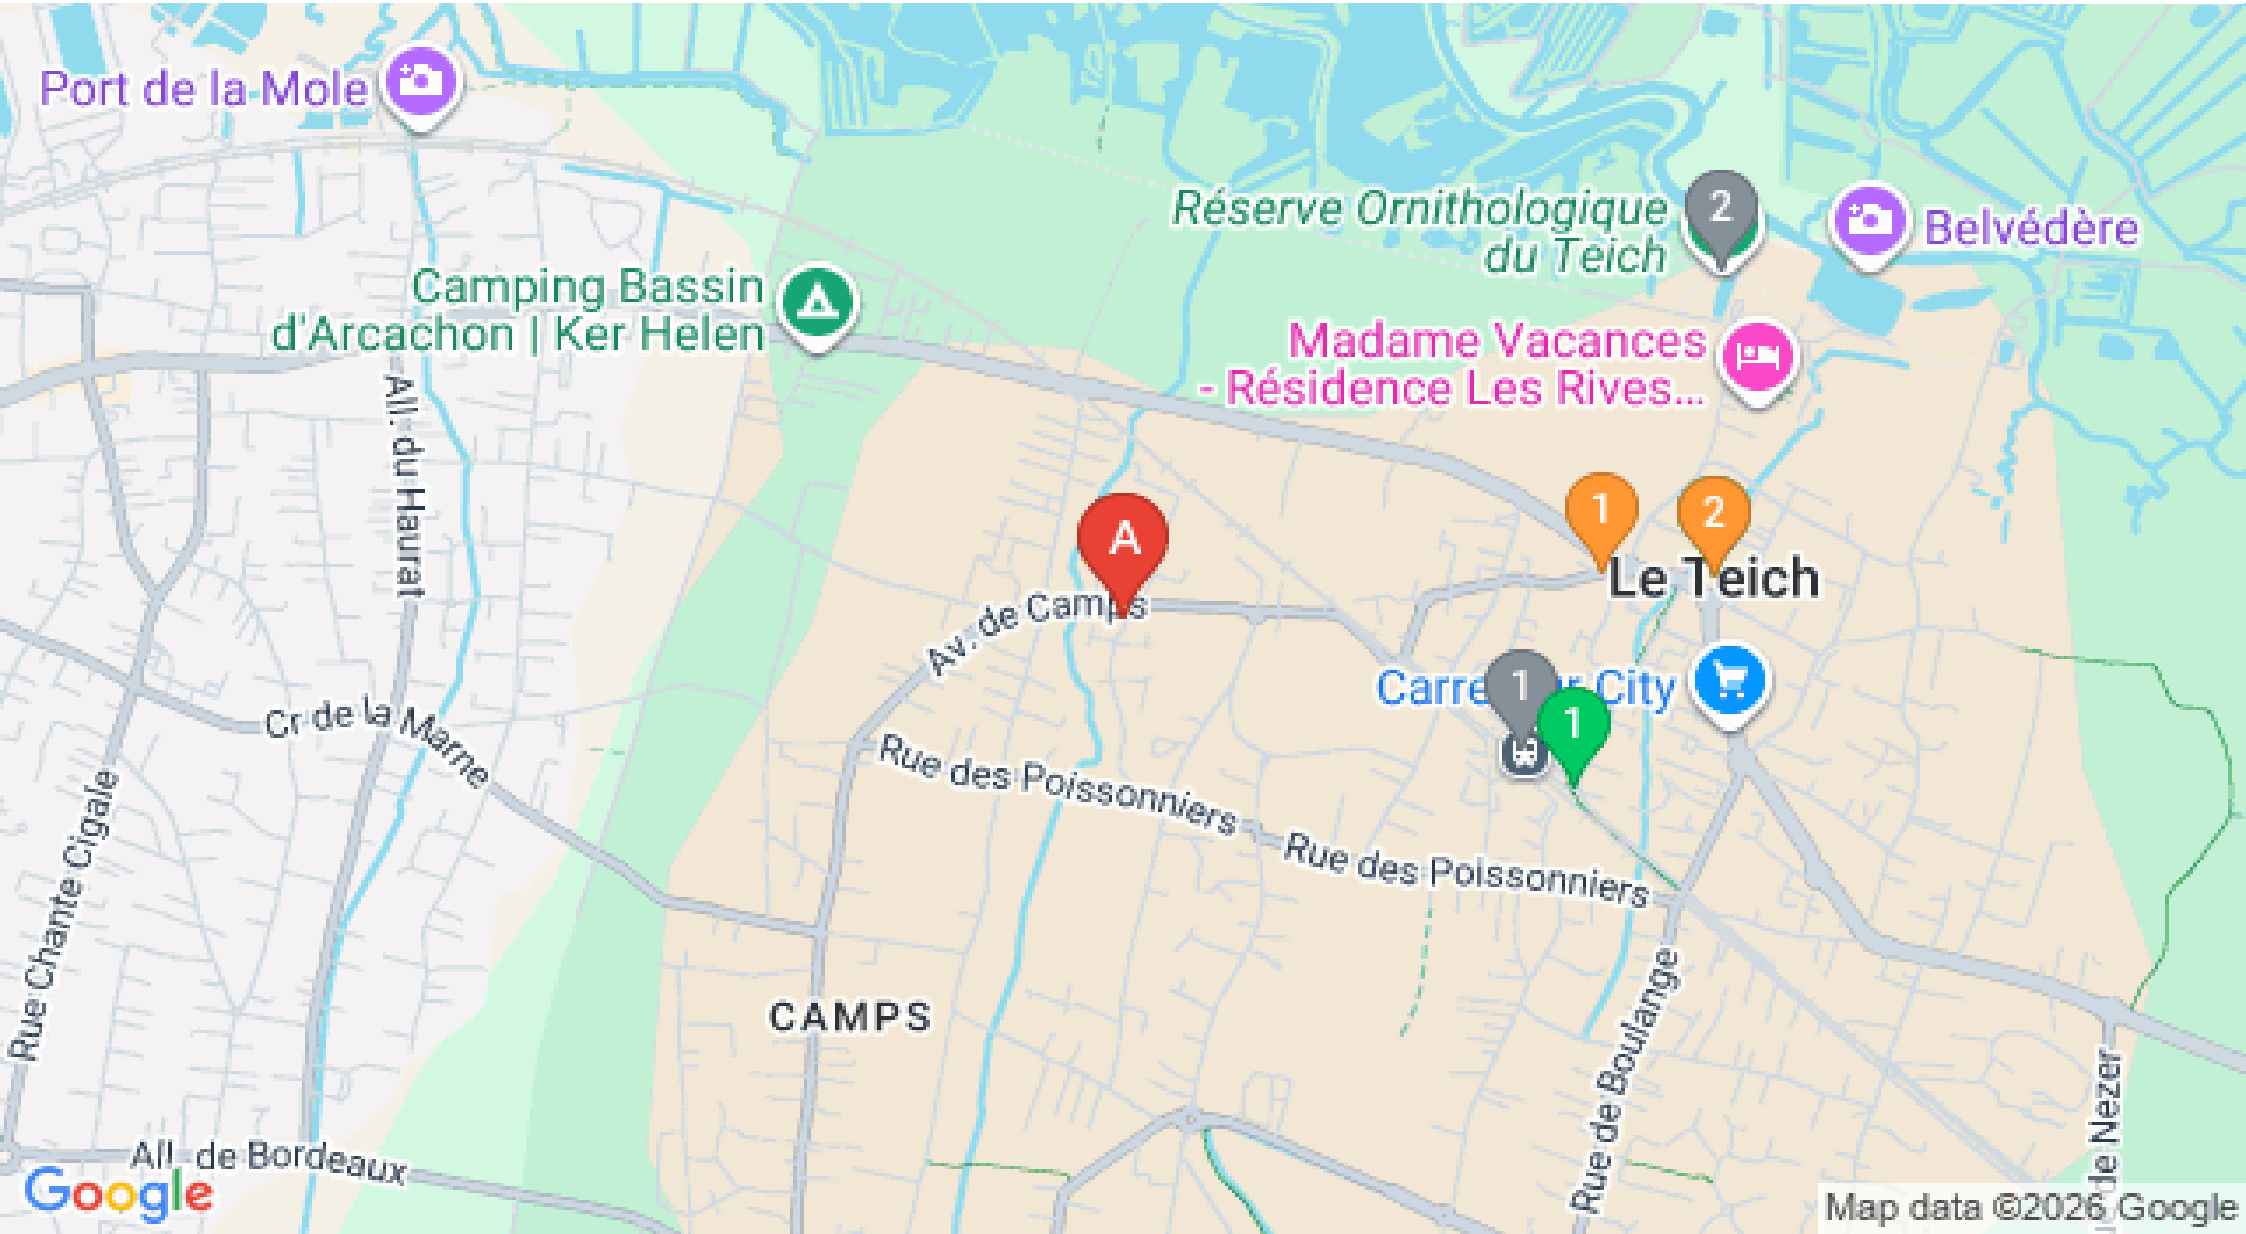 Port de la Mole
Réserve Ornithologique
du Teich
2
Belvédère
Camping Bassin
d'Arcachon | Ker Helen
Madame Vacances
- Résidence Les Rives...
All. du Haurat
1
2
A
Le Teich
Av. de Camps
Carre r City
1
1
Cr de la Marne
Rue des Poissonniers
Rue des Poissonniers
Rue Chante Cigale
CAMPS
Rue de Boulange
de Nezer
All. de Bordeaux
Google
Map data ©2026 Google